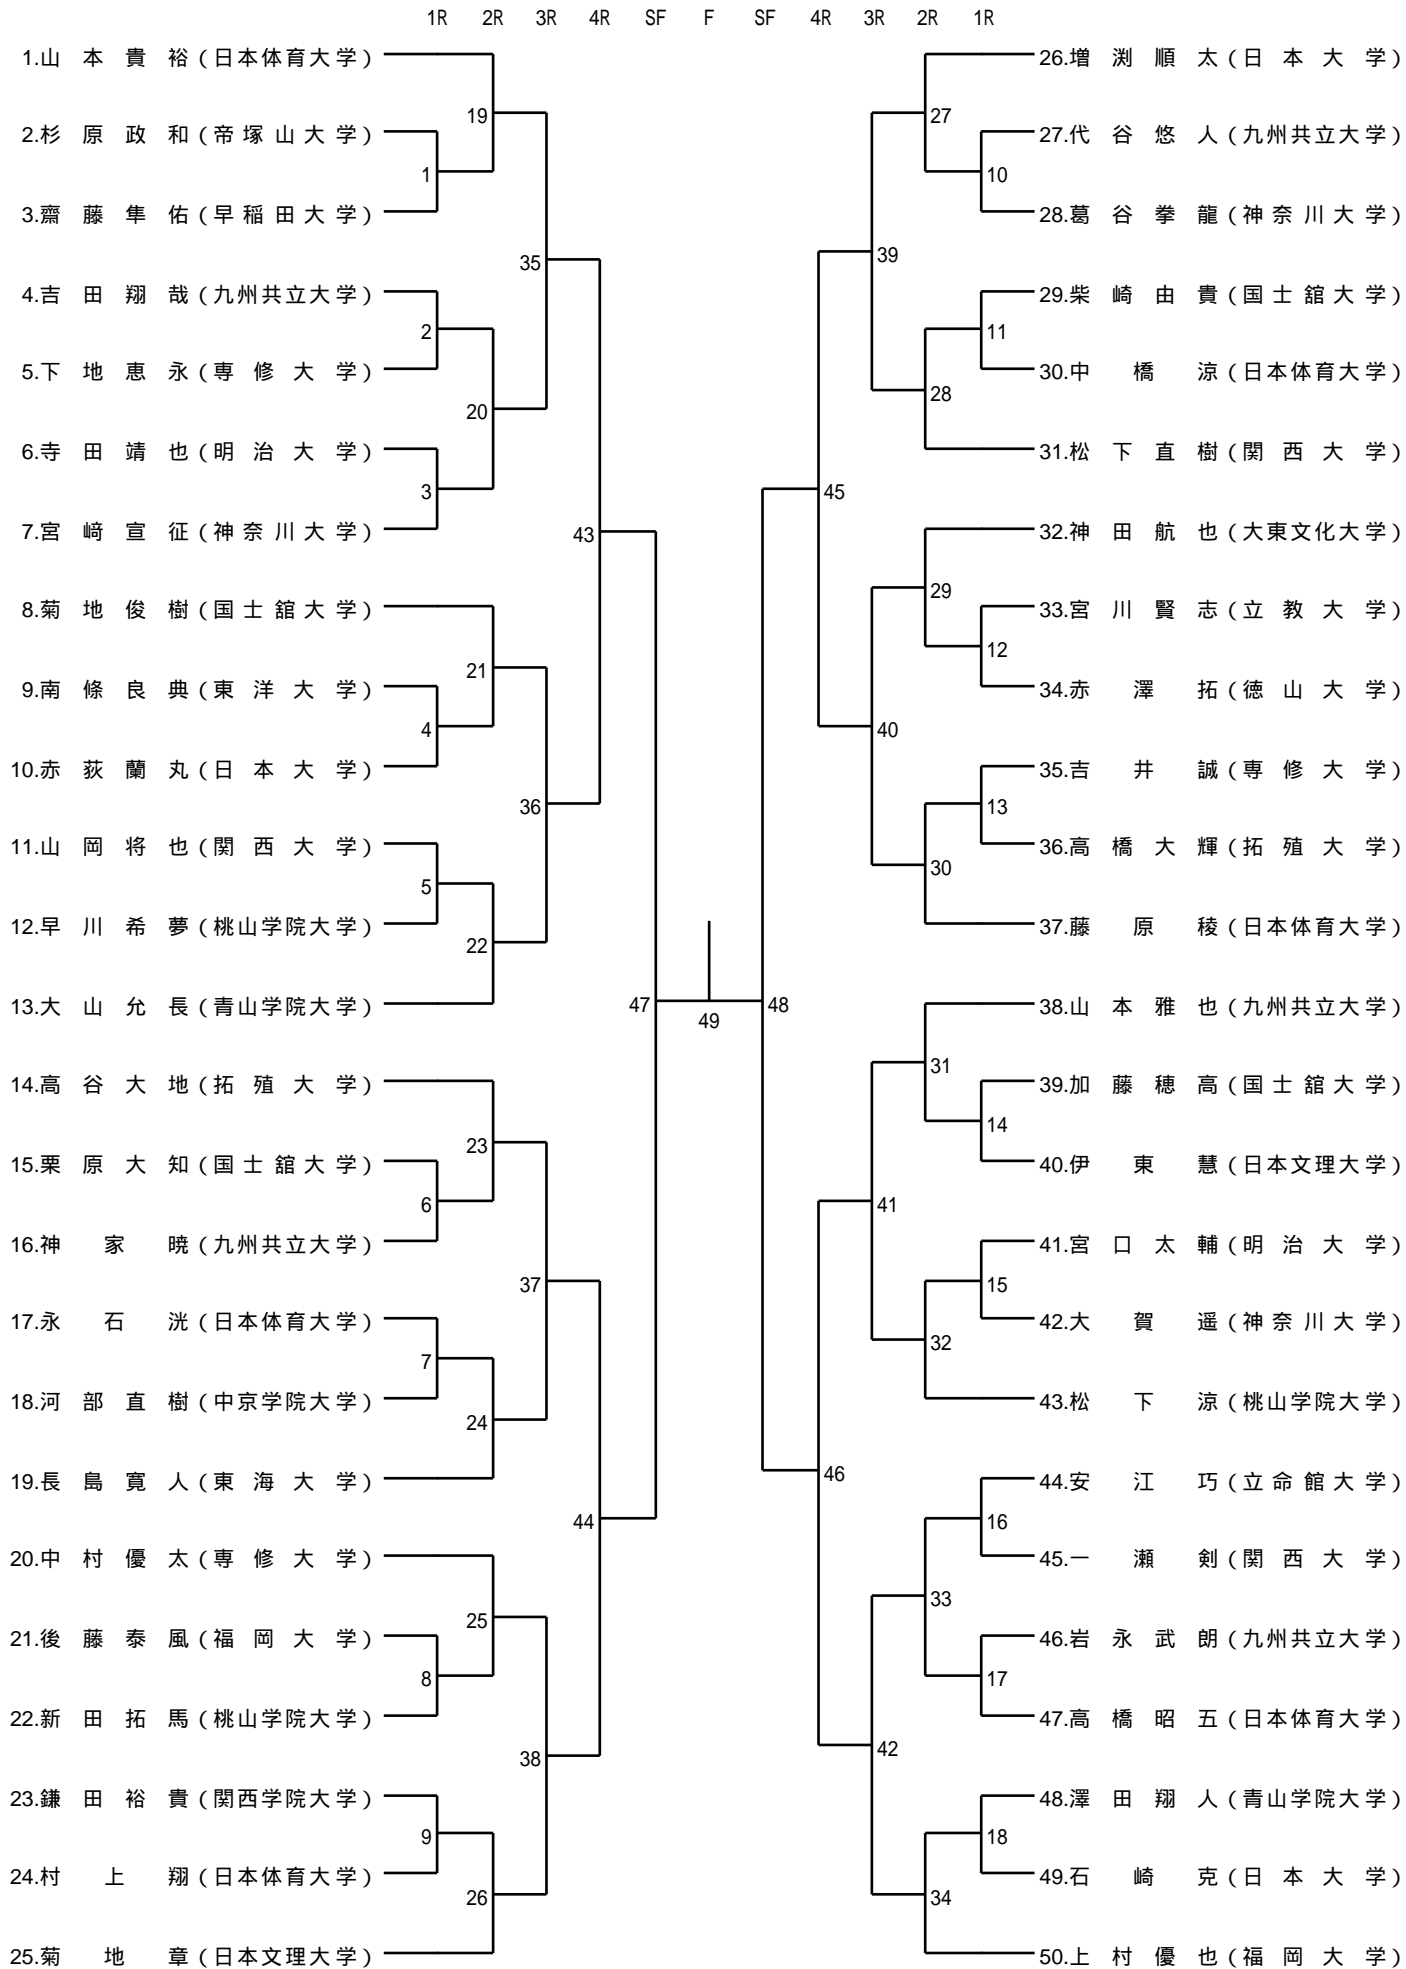 1R 2R 3R 4R SF F SF 4R 3R 2R 1R
1.山本貴裕(日本体育大学)
2.杉原政和(帝塚山大学)
3.齋藤隼佑(早稲田大学)
4.吉田翔哉(九州共立大学)
5.下地恵永(専修大学)
6.寺田靖也(明治大学)
7.宮﨑宣征(神奈川大学)
8.菊地俊樹(国士舘大学)
9.南條良典(東洋大学)
10.赤荻蘭丸(日本大学)
11.山岡将也(関西大学)
12.早川希夢(桃山学院大学)
13.大山允長(青山学院大学)
14.高谷大地(拓殖大学)
15.栗原大知(国士舘大学)
16.神家暁(九州共立大学)
17.永石洸(日本体育大学)
18.河部直樹(中京学院大学)
19.長島寛人(東海大学)
20.中村優太(専修大学)
21.後藤泰風(福岡大学)
22.新田拓馬(桃山学院大学)
23.鎌田裕貴(関西学院大学)
24.村上翔(日本体育大学)
25.菊地章(日本文理大学)
1
2
3
4
5
6
7
8
9
19
20
21
22
23
24
25
26
35
36
37
38
43
44
47
49
48
45
46
39
40
41
42
27
28
29
30
31
32
33
34
10
11
12
13
14
15
16
17
18
26.増渕順太(日本大学)
27.代谷悠人(九州共立大学)
28.葛谷拳龍(神奈川大学)
29.柴崎由貴(国士舘大学)
30.中橋涼(日本体育大学)
31.松下直樹(関西大学)
32.神田航也(大東文化大学)
33.宮川賢志(立教大学)
34.赤澤拓(徳山大学)
35.吉井誠(専修大学)
36.高橋大輝(拓殖大学)
37.藤原稜(日本体育大学)
38.山本雅也(九州共立大学)
39.加藤穂高(国士舘大学)
40.伊東慧(日本文理大学)
41.宮口太輔(明治大学)
42.大賀遥(神奈川大学)
43.松下涼(桃山学院大学)
44.安江巧(立命館大学)
45.一瀬剣(関西大学)
46.岩永武朗(九州共立大学)
47.高橋昭五(日本体育大学)
48.澤田翔人(青山学院大学)
49.石崎克(日本大学)
50.上村優也(福岡大学)